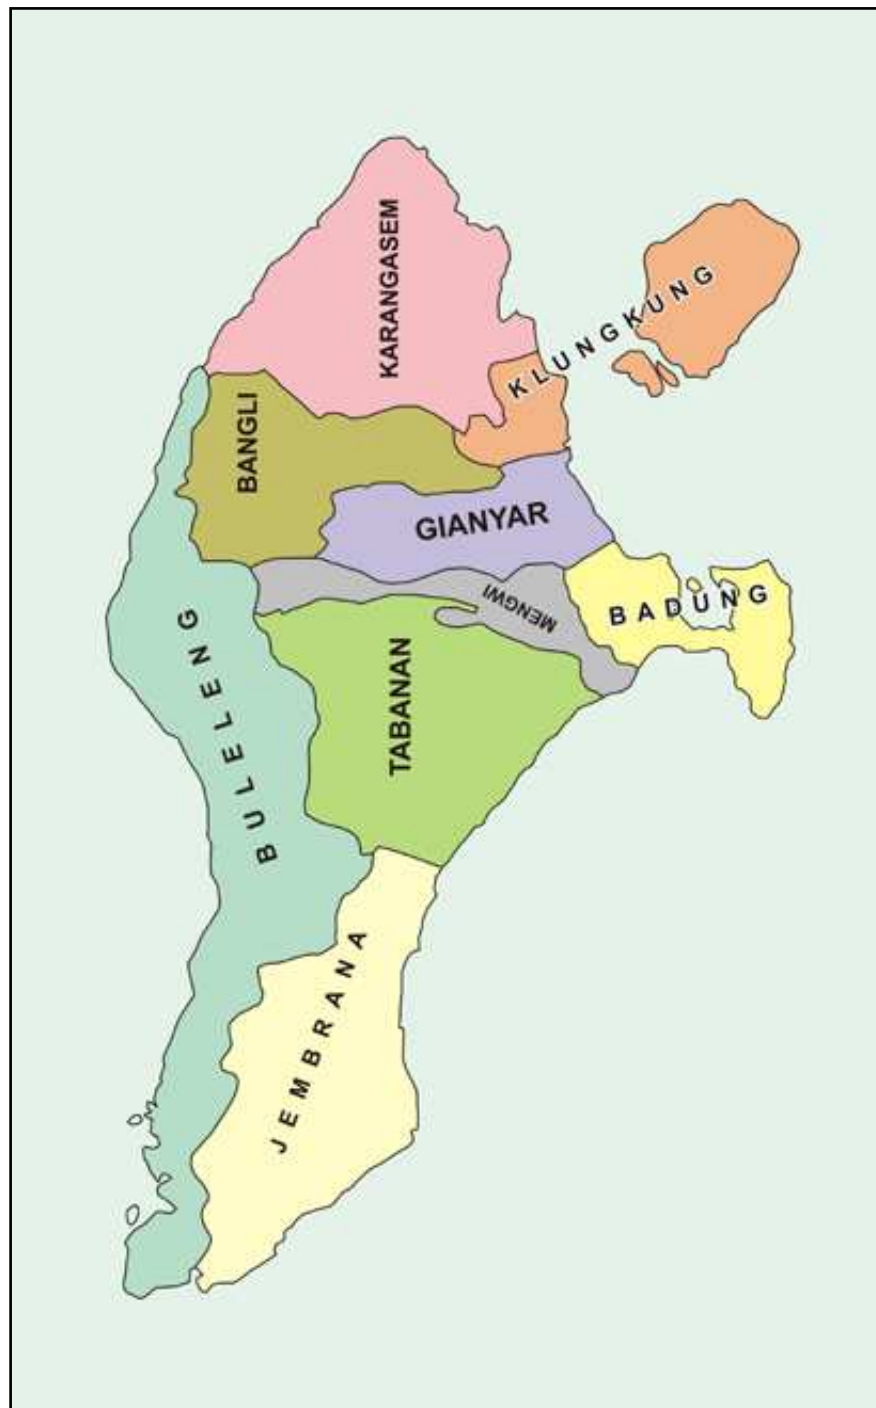 KARANGASEM
KLUNGKUNG
BANGLI
GIANYAR
MENGWI
BADUNG
BULELENG
TABANAN
JEMBRANA